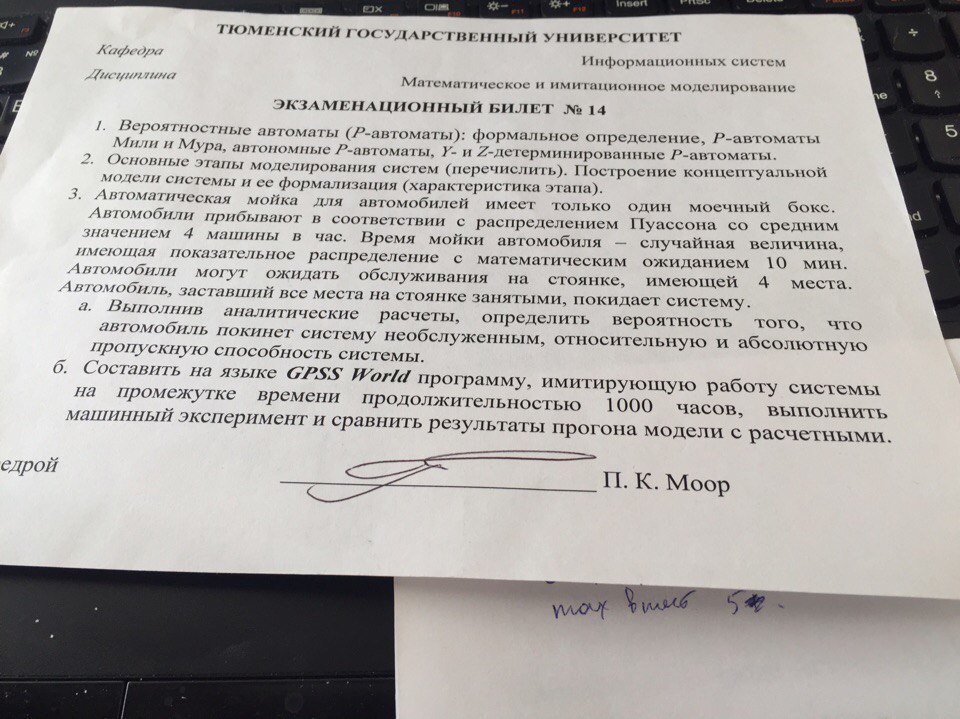 ТЮМЕНСКИЙ ГОСУДАРСТВЕННЫЙ УНИВЕРСИТЕТ
Кафедра
Информационных систем
Дисциплина
Математическое и имитационное моделирование
ЭКЗАМЕНАЦИОННЫЙ БИЛЕТ № 14
1. Вероятностные автоматы (P-автоматы): формальное определение, P-автоматы
Мили и Мура, автономные P-автоматы, Y- и Z-детерминированные P-автоматы.
2. Основные этапы моделирования систем (перечислить). Построение концептуальной
модели системы и ее формализация (характеристика этапа).
3. Автоматическая мойка для автомобилей имеет только один моечный бокс.
Автомобили прибывают в соответствии с распределением Пуассона со средним
значением 4 машины в час. Время мойки автомобиля – случайная величина,
имеющая показательное распределение с математическим ожиданием 10 мин.
Автомобили могут ожидать обслуживания на стоянке, имеющей 4 места.
Автомобиль, заставший все места на стоянке занятыми, покидает систему.
а. Выполнив аналитические расчеты, определить вероятность того, что
автомобиль покинет систему необслуженным, относительную и абсолютную
пропускную способность системы.
б. Составить на языке GPSS World программу, имитирующую работу системы
на промежутке времени продолжительностью 1000 часов, выполнить
машинный эксперимент и сравнить результаты прогона модели с расчетными.
едрой
П. К. Моор
max
Insert
PrtSc
Delete
F10
F11
F12
8
5